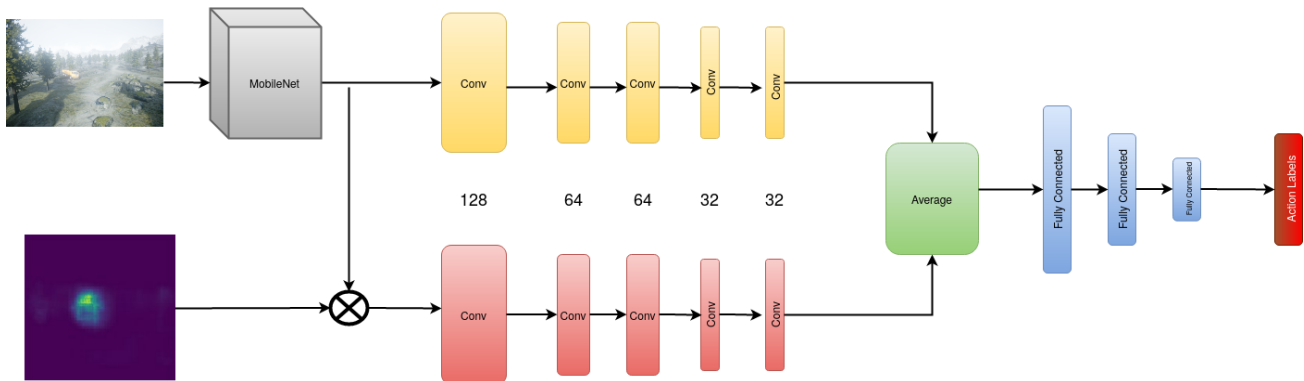 MobileNet
Conv
Conv
Conv
Conv
Conv
128
64
64
32
32
Conv
Conv
Conv
Conv
Conv
Average
Fully Connected
Fully Connected
Fully Connected
Action Labels